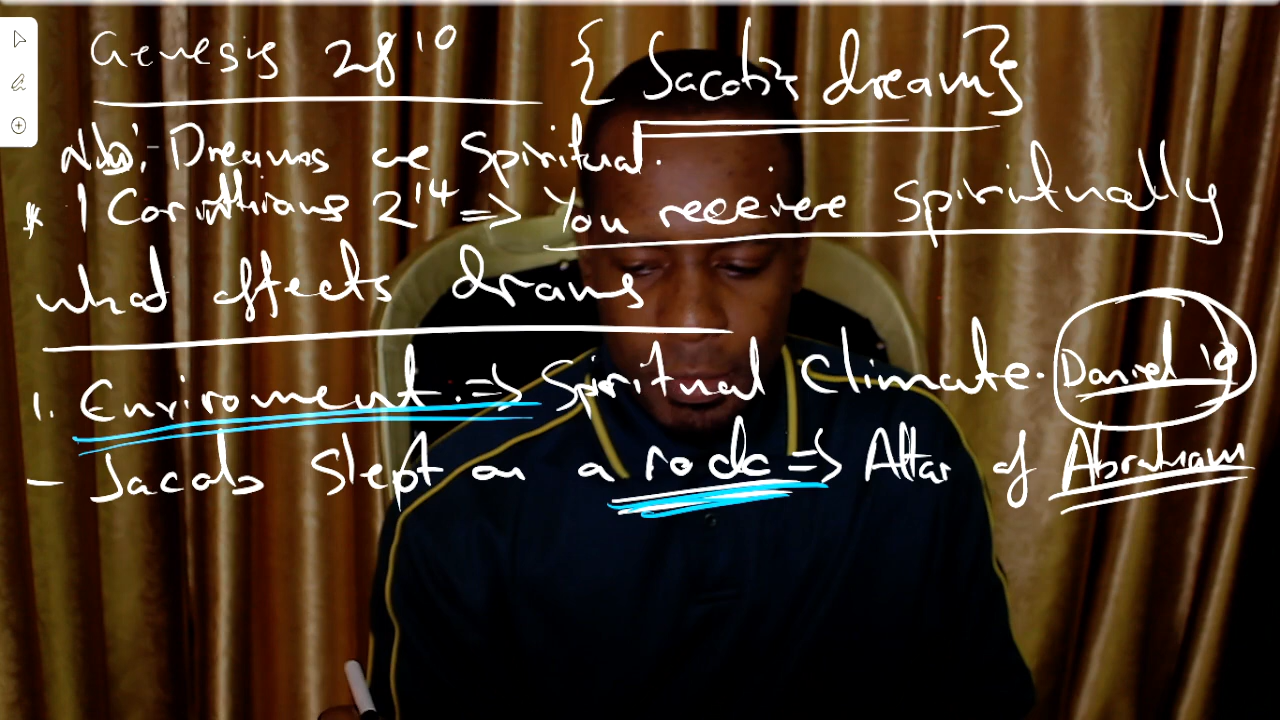 Genesis 28¹⁰ { Jacob's dream }
Nb:- Dreams are Spiritual.
* 1 Corinthians 2¹⁴ => You receive spiritually
what affects drams
1. Enviroment. => Spiritual Climate. Daniel 10
- Jacob Slept on a rock => Altar of Abraham